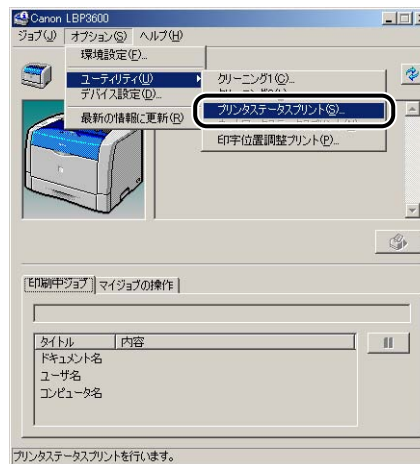 Canon LBP3600
ジョブ(J) オプション(S) ヘルプ(H)
環境設定(F)...
ユーティリティ(U)
デバイス設定(D)...
最新の情報に更新(R)
クリーニング1(C)...
プリンタステータスプリント(S)...
印字位置調整プリント(P)...
印刷中ジョブ マイジョブの操作
タイトル 内容
ドキュメント名
ユーザ名
コンピュータ名
プリンタステータスプリントを行います。